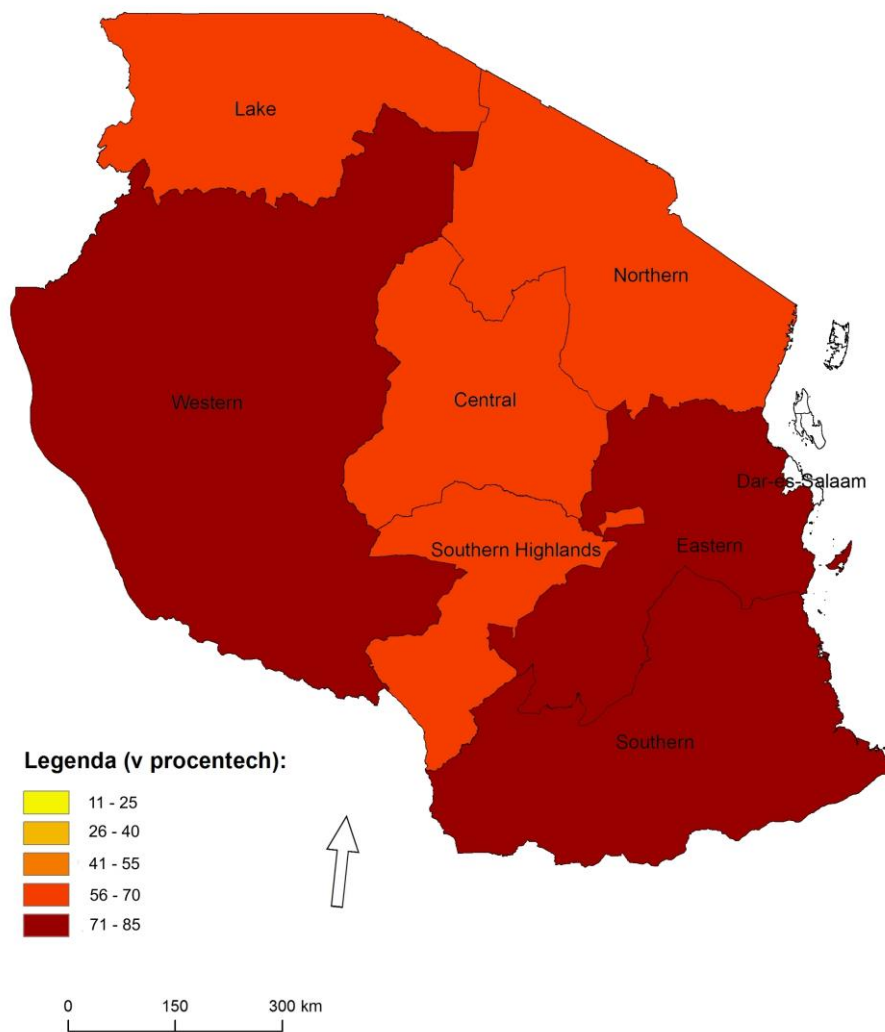 Lake
Northern
Western
Central
Dar-es-Salaam
Southern Highlands
Eastern
Southern
Legenda (v procentech):
11 - 25
26 - 40
41 - 55
56 - 70
71 - 85
0 150 300 km